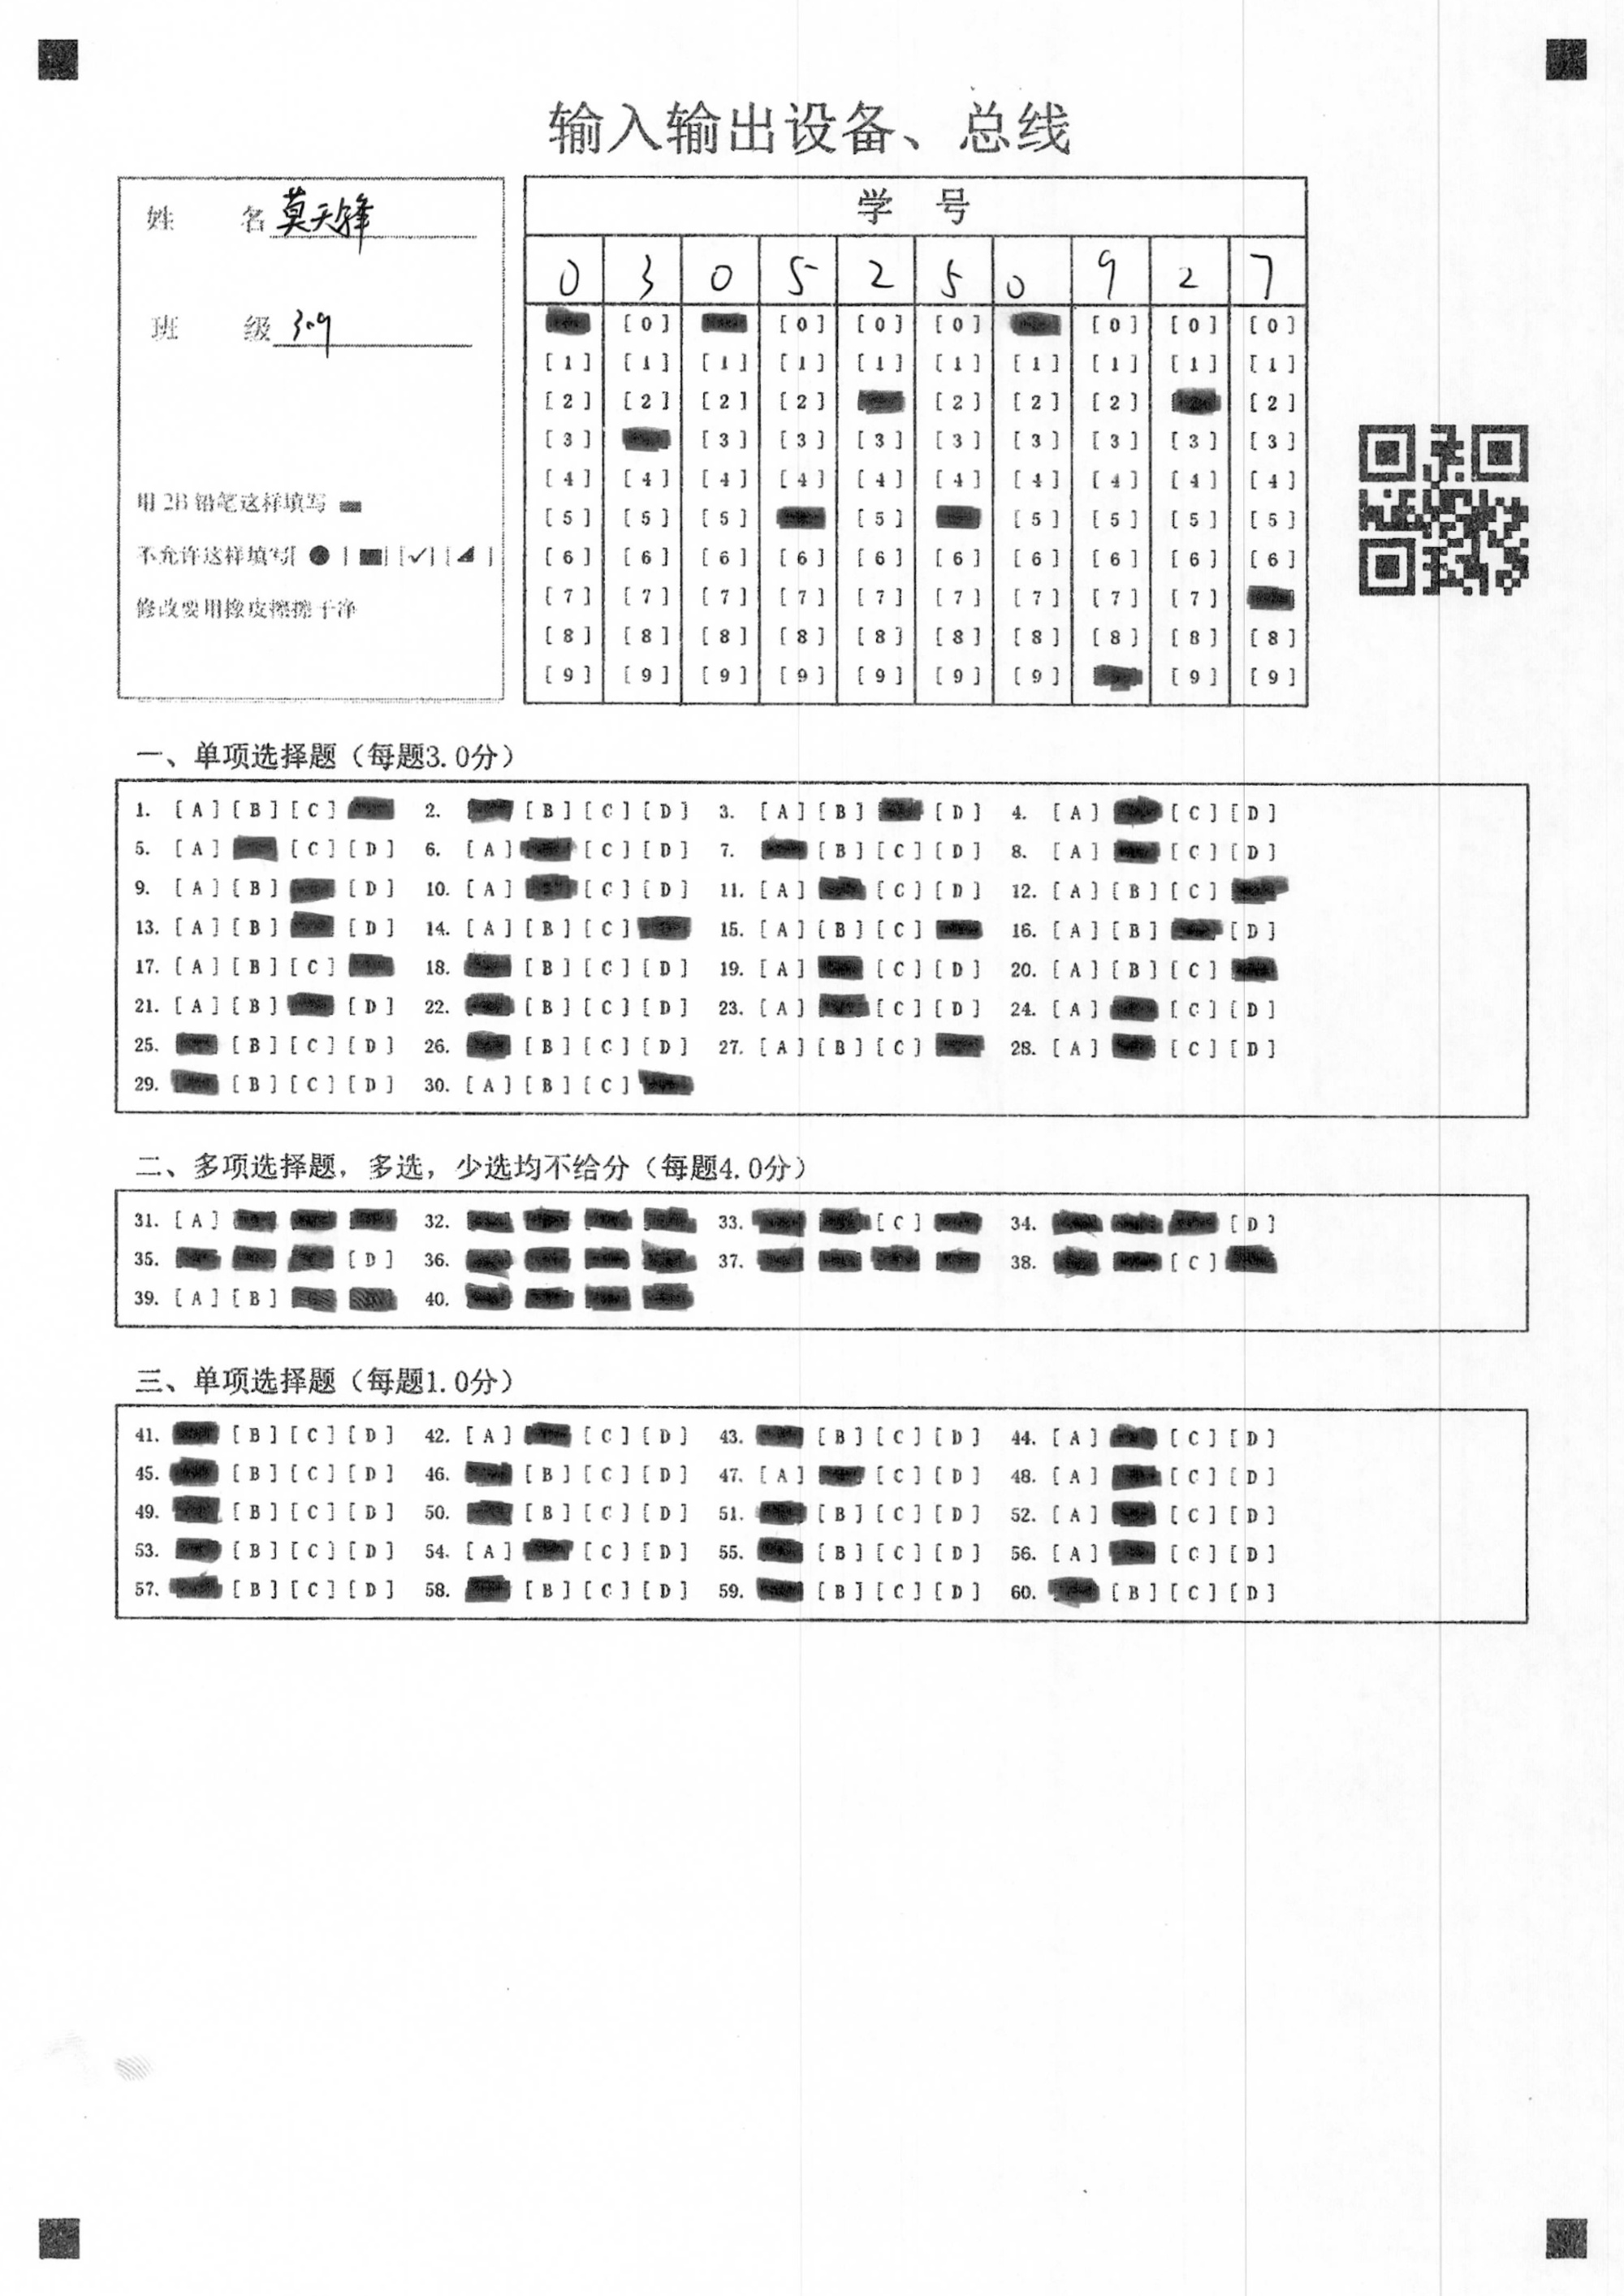 输入输出设备、总线
姓 名 莫天锋
班 级 309
用2B铅笔这样填写
不允许这样填写[ ● ] [■] [✓] [◢ ]
修改要用橡皮擦擦干净
学 号
0 3 0 5 2 5 0 9 2 7
[0] [0] [0] [0] [0] [0] [0]
[1] [1] [1] [1] [1] [1] [1] [1] [1] [1]
[2] [2] [2] [2] [2] [2] [2] [2]
[3] [3] [3] [3] [3] [3] [3] [3] [3]
[4] [4] [4] [4] [4] [4] [4] [4] [4] [4]
[5] [5] [5] [5] [5] [5] [5] [5]
[6] [6] [6] [6] [6] [6] [6] [6] [6] [6]
[7] [7] [7] [7] [7] [7] [7] [7] [7]
[8] [8] [8] [8] [8] [8] [8] [8] [8] [8]
[9] [9] [9] [9] [9] [9] [9] [9] [9]
一、单项选择题（每题3.0分）
1. [A][B][C] 2. [B][C][D] 3. [A][B] [D] 4. [A] [C][D]
5. [A] [C][D] 6. [A] [C][D] 7. [B][C][D] 8. [A] [C][D]
9. [A][B] [D] 10. [A] [C][D] 11. [A] [C][D] 12. [A][B][C]
13. [A][B] [D] 14. [A][B][C] 15. [A][B][C] 16. [A][B] [D]
17. [A][B][C] 18. [B][C][D] 19. [A] [C][D] 20. [A][B][C]
21. [A][B] [D] 22. [B][C][D] 23. [A] [C][D] 24. [A] [C][D]
25. [B][C][D] 26. [B][C][D] 27. [A][B][C] 28. [A] [C][D]
29. [B][C][D] 30. [A][B][C]
二、多项选择题，多选，少选均不给分（每题4.0分）
31. [A] 32. 33. [C] 34. [D]
35. [D] 36. 37. 38. [C]
39. [A][B] 40.
三、单项选择题（每题1.0分）
41. [B][C][D] 42. [A] [C][D] 43. [B][C][D] 44. [A] [C][D]
45. [B][C][D] 46. [B][C][D] 47. [A] [C][D] 48. [A] [C][D]
49. [B][C][D] 50. [B][C][D] 51. [B][C][D] 52. [A] [C][D]
53. [B][C][D] 54. [A] [C][D] 55. [B][C][D] 56. [A] [C][D]
57. [B][C][D] 58. [B][C][D] 59. [B][C][D] 60. [B][C][D]